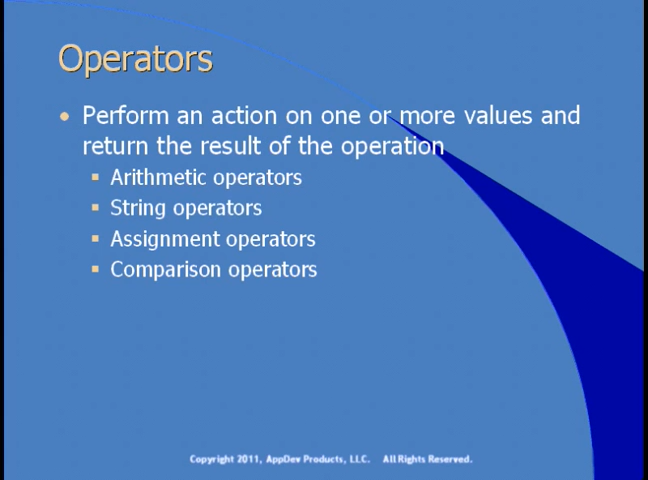 Operators
• Perform an action on one or more values and
return the result of the operation
▪ Arithmetic operators
▪ String operators
▪ Assignment operators
▪ Comparison operators
Copyright 2011, AppDev Products, LLC. All Rights Reserved.